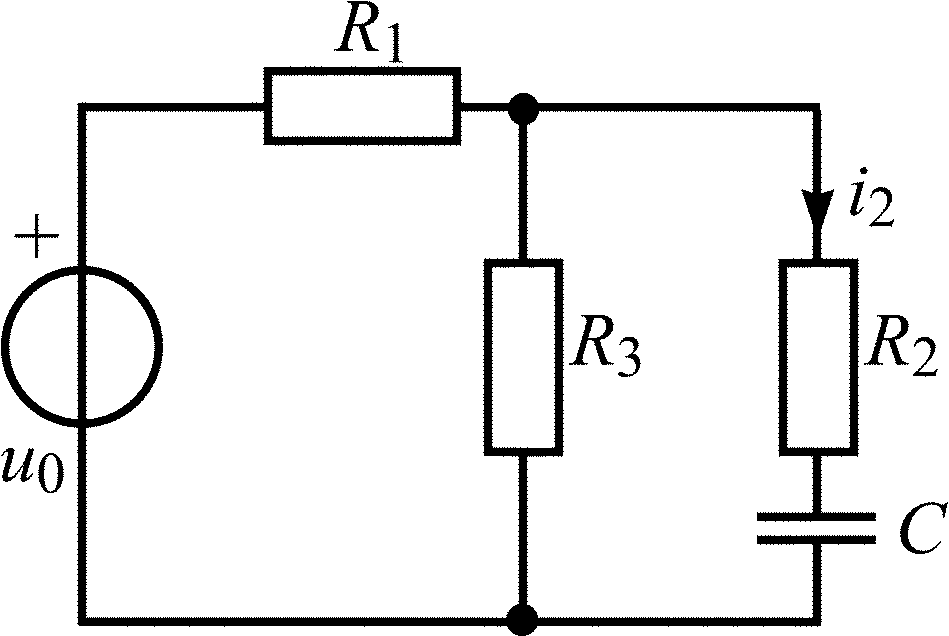 R₁
+
i₂
R₃
R₂
u₀
C